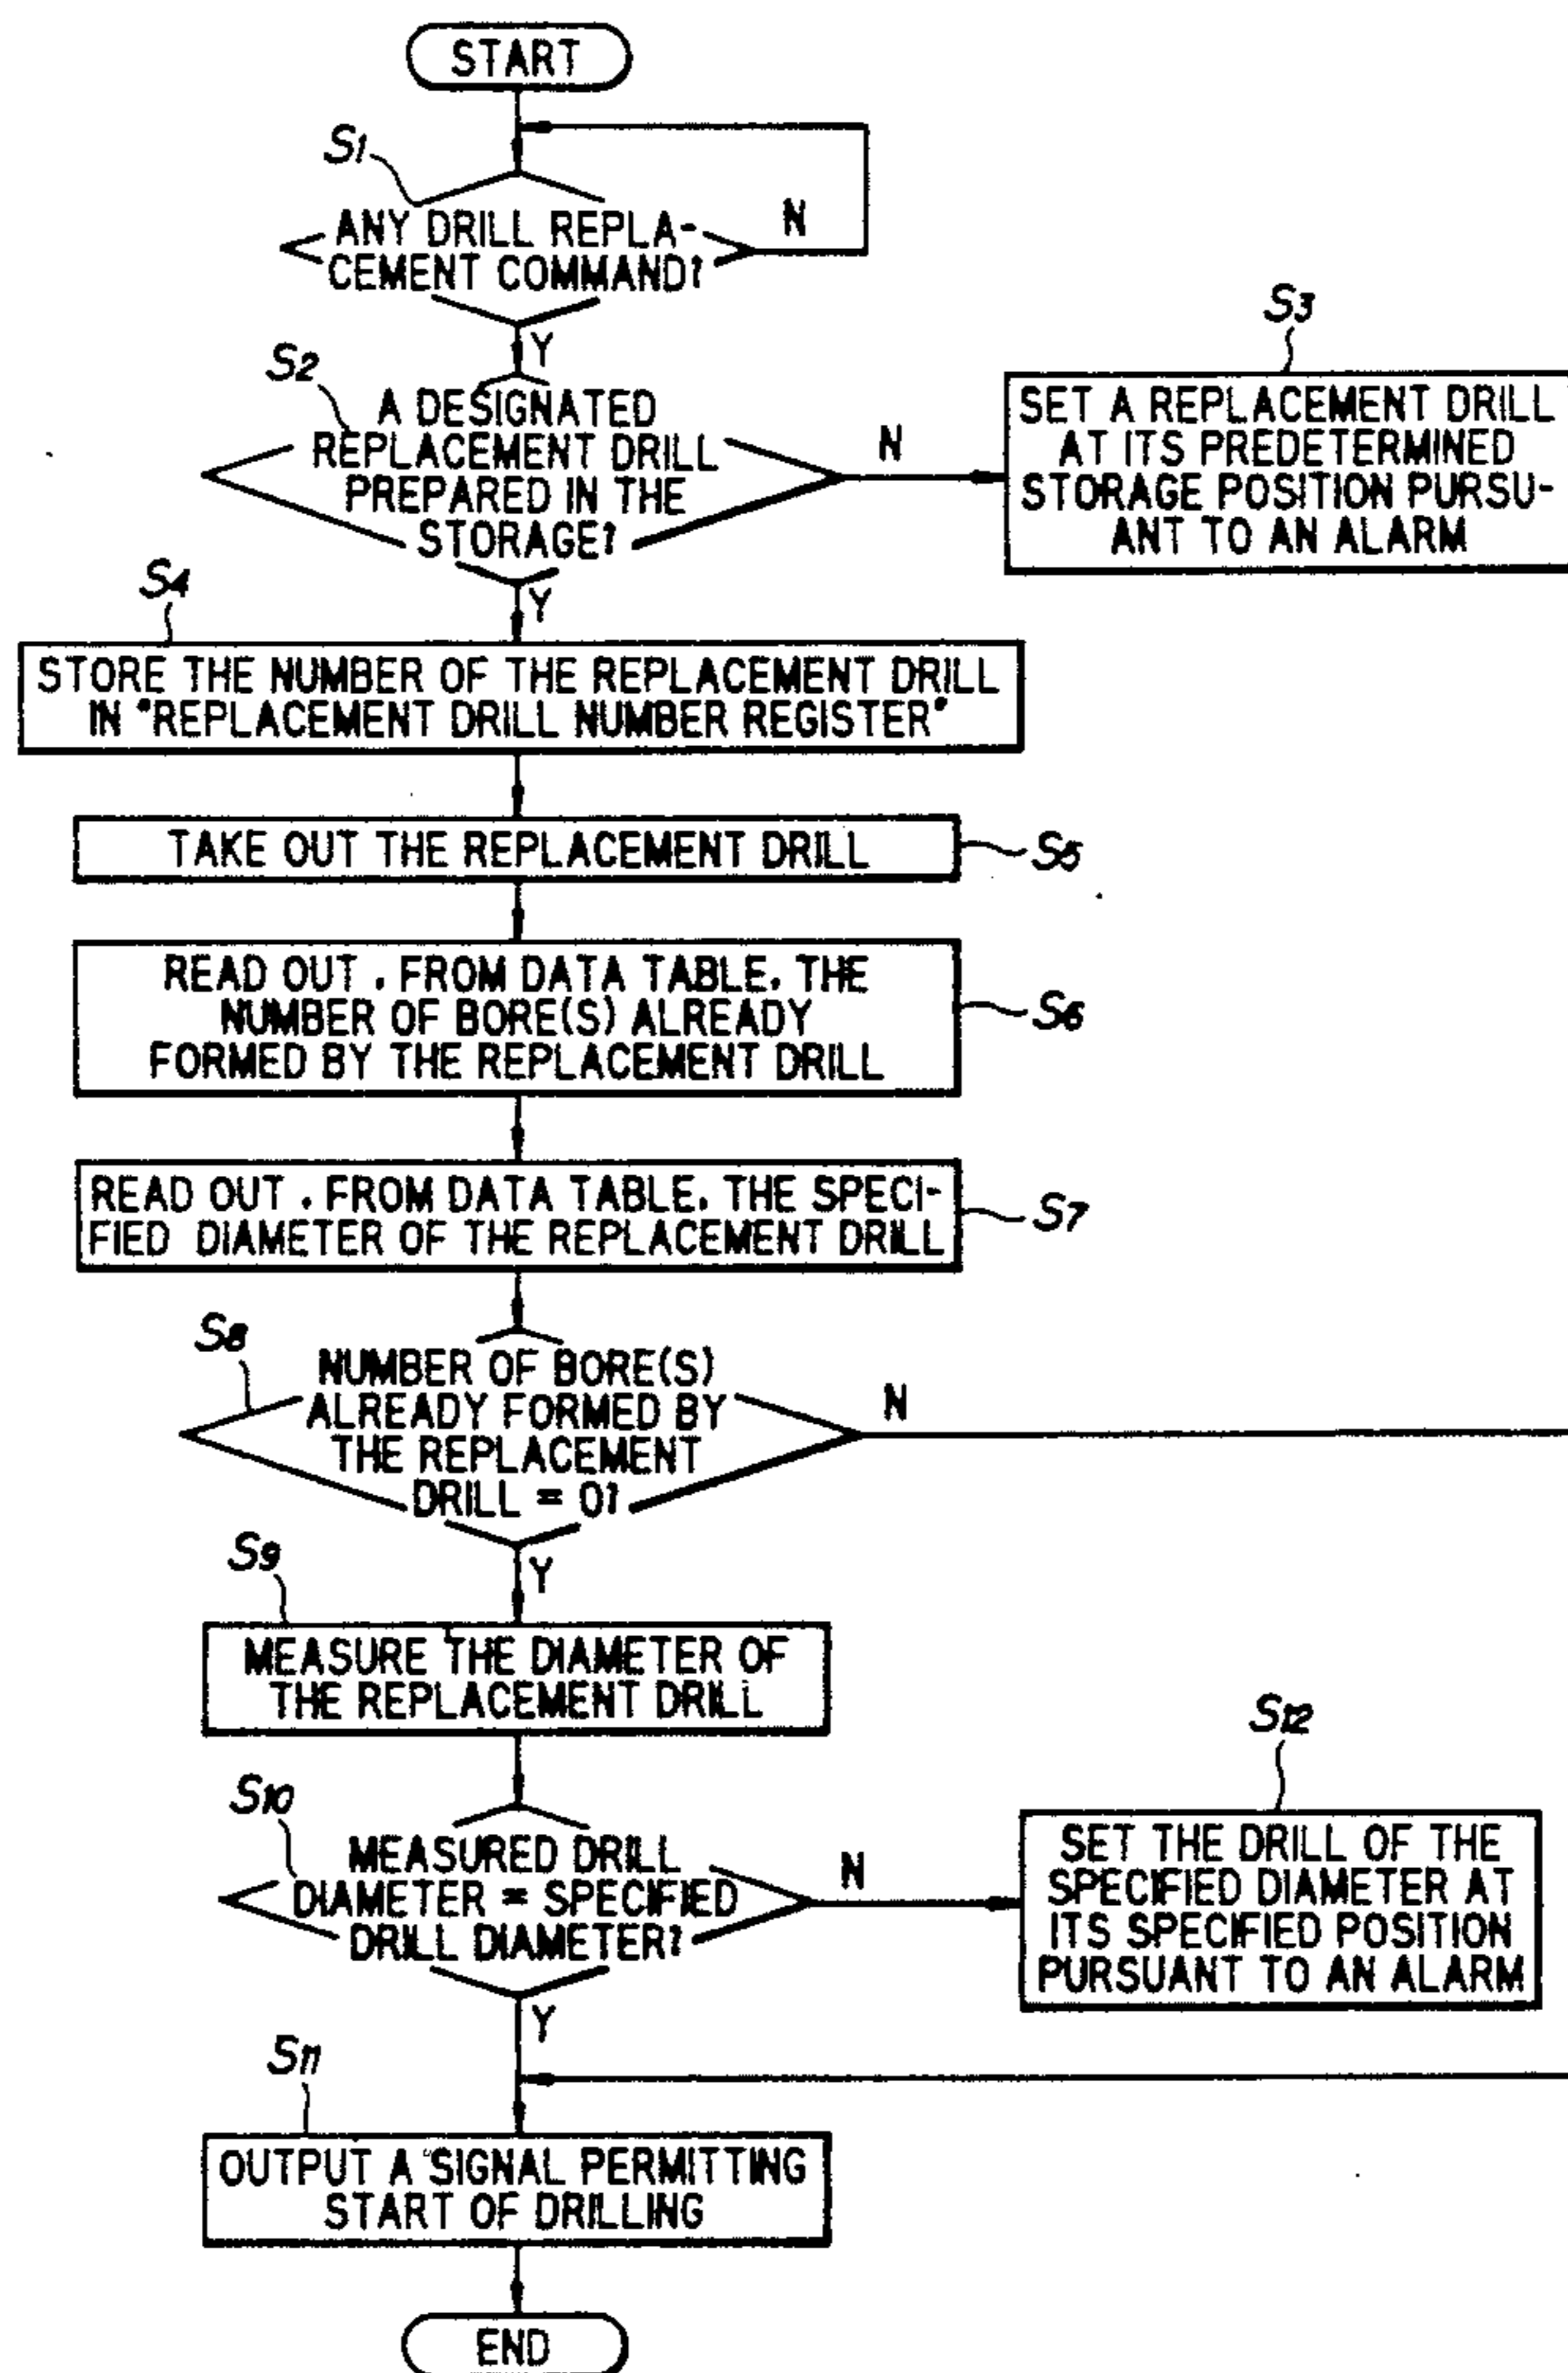 START
S1
ANY DRILL REPLA-
CEMENT COMMAND?
N
Y
S2
A DESIGNATED
REPLACEMENT DRILL
PREPARED IN THE
STORAGE?
N
S3
SET A REPLACEMENT DRILL
AT ITS PREDETERMINED
STORAGE POSITION PURSU-
ANT TO AN ALARM
Y
S4
STORE THE NUMBER OF THE REPLACEMENT DRILL
IN "REPLACEMENT DRILL NUMBER REGISTER"
TAKE OUT THE REPLACEMENT DRILL
S5
READ OUT, FROM DATA TABLE, THE
NUMBER OF BORE(S) ALREADY
FORMED BY THE REPLACEMENT DRILL
S6
READ OUT, FROM DATA TABLE, THE SPECI-
FIED DIAMETER OF THE REPLACEMENT DRILL
S7
S8
NUMBER OF BORE(S)
ALREADY FORMED BY
THE REPLACEMENT
DRILL = 0?
N
Y
S9
MEASURE THE DIAMETER OF
THE REPLACEMENT DRILL
S10
MEASURED DRILL
DIAMETER = SPECIFIED
DRILL DIAMETER?
N
S12
SET THE DRILL OF THE
SPECIFIED DIAMETER AT
ITS SPECIFIED POSITION
PURSUANT TO AN ALARM
Y
S11
OUTPUT A SIGNAL PERMITTING
START OF DRILLING
END